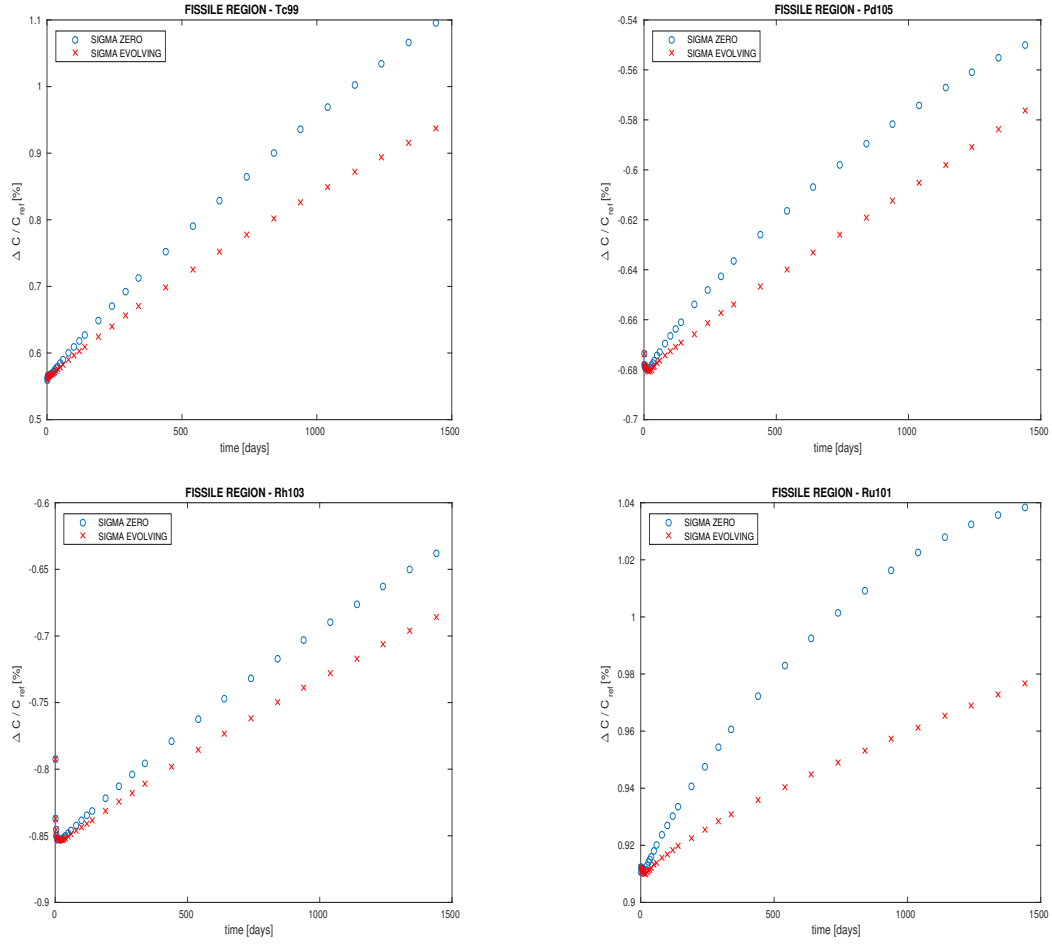 FISSILE REGION - Tc99
1.1
1
0.9
0.8
0.7
0.6
0.5
Δ C / C ref [%]
SIGMA ZERO
SIGMA EVOLVING
0
500
1000
1500
time [days]
FISSILE REGION - Pd105
-0.54
-0.56
-0.58
-0.6
-0.62
-0.64
-0.66
-0.68
-0.7
Δ C / C ref [%]
SIGMA ZERO
SIGMA EVOLVING
0
500
1000
1500
time [days]
FISSILE REGION - Rh103
-0.6
-0.65
-0.7
-0.75
-0.8
-0.85
-0.9
Δ C / C ref [%]
SIGMA ZERO
SIGMA EVOLVING
0
500
1000
1500
time [days]
FISSILE REGION - Ru101
1.04
1.02
1
0.98
0.96
0.94
0.92
0.9
Δ C / C ref [%]
SIGMA ZERO
SIGMA EVOLVING
0
500
1000
1500
time [days]